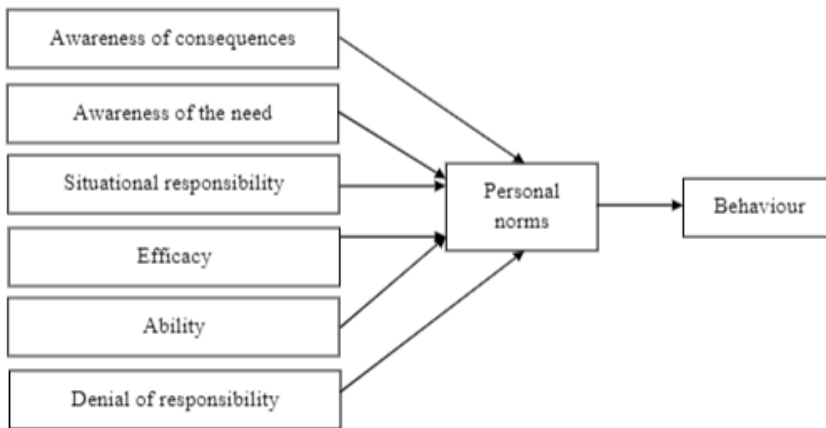 Awareness of consequences
Awareness of the need
Situational responsibility
Efficacy
Ability
Denial of responsibility
Personal
norms
Behaviour